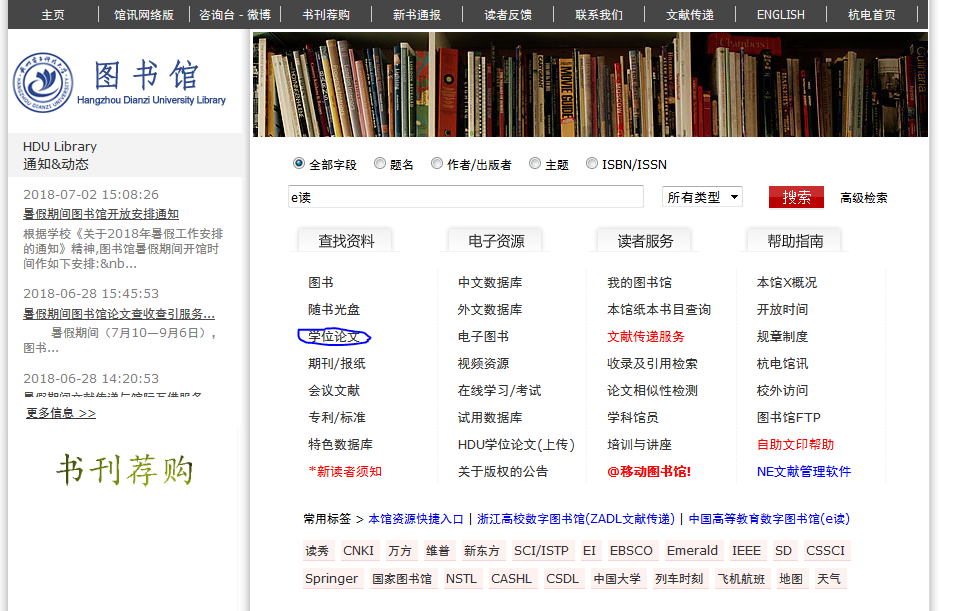 主页 馆讯网络版 咨询台 - 微博 书刊荐购 新书通报 读者反馈 联系我们 文献传递 ENGLISH 杭电首页
图书馆
Hangzhou Dianzi University Library
HDU Library
通知&动态
2018-07-02 15:08:26
暑假期间图书馆开放安排通知
根据学校《关于2018年暑假工作安排
的通知》精神,图书馆暑假期间开馆时
间作如下安排:&nb...
2018-06-28 15:45:53
暑假期间图书馆论文查收查引服务...
暑假期间（7月10—9月6日），
图书...
2018-06-28 14:20:53
暑假期间文献传递与馆际互借服务
更多信息 >>
书刊荐购
全部字段 题名 作者/出版者 主题 ISBN/ISSN
e读 所有类型 搜索 高级检索
查找资料 电子资源 读者服务 帮助指南
图书 中文数据库 我的图书馆 本馆X概况
随书光盘 外文数据库 本馆纸本书目查询 开放时间
学位论文 电子图书 文献传递服务 规章制度
期刊/报纸 视频资源 收录及引用检索 杭电馆讯
会议文献 在线学习/考试 论文相似性检测 校外访问
专利/标准 试用数据库 学科馆员 图书馆FTP
特色数据库 HDU学位论文(上传) 培训与讲座 自助文印帮助
*新读者须知 关于版权的公告 @移动图书馆! NE文献管理软件
常用标签 > 本馆资源快捷入口 | 浙江高校数字图书馆(ZADL文献传递) | 中国高等教育数字图书馆(e读)
读秀 CNKI 万方 维普 新东方 SCI/ISTP EI EBSCO Emerald IEEE SD CSSCI
Springer 国家图书馆 NSTL CASHL CSDL 中国大学 列车时刻 飞机航班 地图 天气